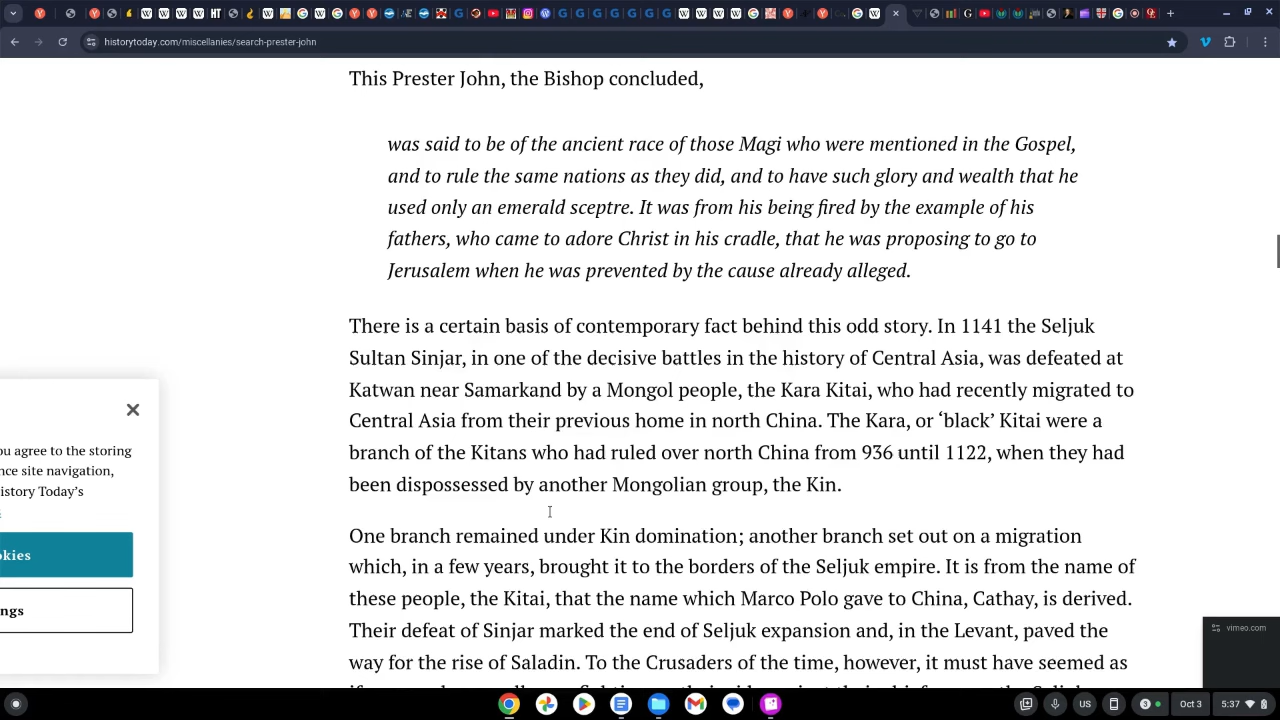 historytoday.com/miscellanies/search-prester-john
This Prester John, the Bishop concluded,
was said to be of the ancient race of those Magi who were mentioned in the Gospel,
and to rule the same nations as they did, and to have such glory and wealth that he
used only an emerald sceptre. It was from his being fired by the example of his
fathers, who came to adore Christ in his cradle, that he was proposing to go to
Jerusalem when he was prevented by the cause already alleged.
There is a certain basis of contemporary fact behind this odd story. In 1141 the Seljuk
Sultan Sinjar, in one of the decisive battles in the history of Central Asia, was defeated at
Katwan near Samarkand by a Mongol people, the Kara Kitai, who had recently migrated to
Central Asia from their previous home in north China. The Kara, or ‘black’ Kitai were a
branch of the Kitans who had ruled over north China from 936 until 1122, when they had
been dispossessed by another Mongolian group, the Kin.
One branch remained under Kin domination; another branch set out on a migration
which, in a few years, brought it to the borders of the Seljuk empire. It is from the name of
these people, the Kitai, that the name which Marco Polo gave to China, Cathay, is derived.
Their defeat of Sinjar marked the end of Seljuk expansion and, in the Levant, paved the
way for the rise of Saladin. To the Crusaders of the time, however, it must have seemed as
ou agree to the storing
nce site navigation,
istory Today's
okies
ngs
vimeo.com
US
3
Oct 3
5:37